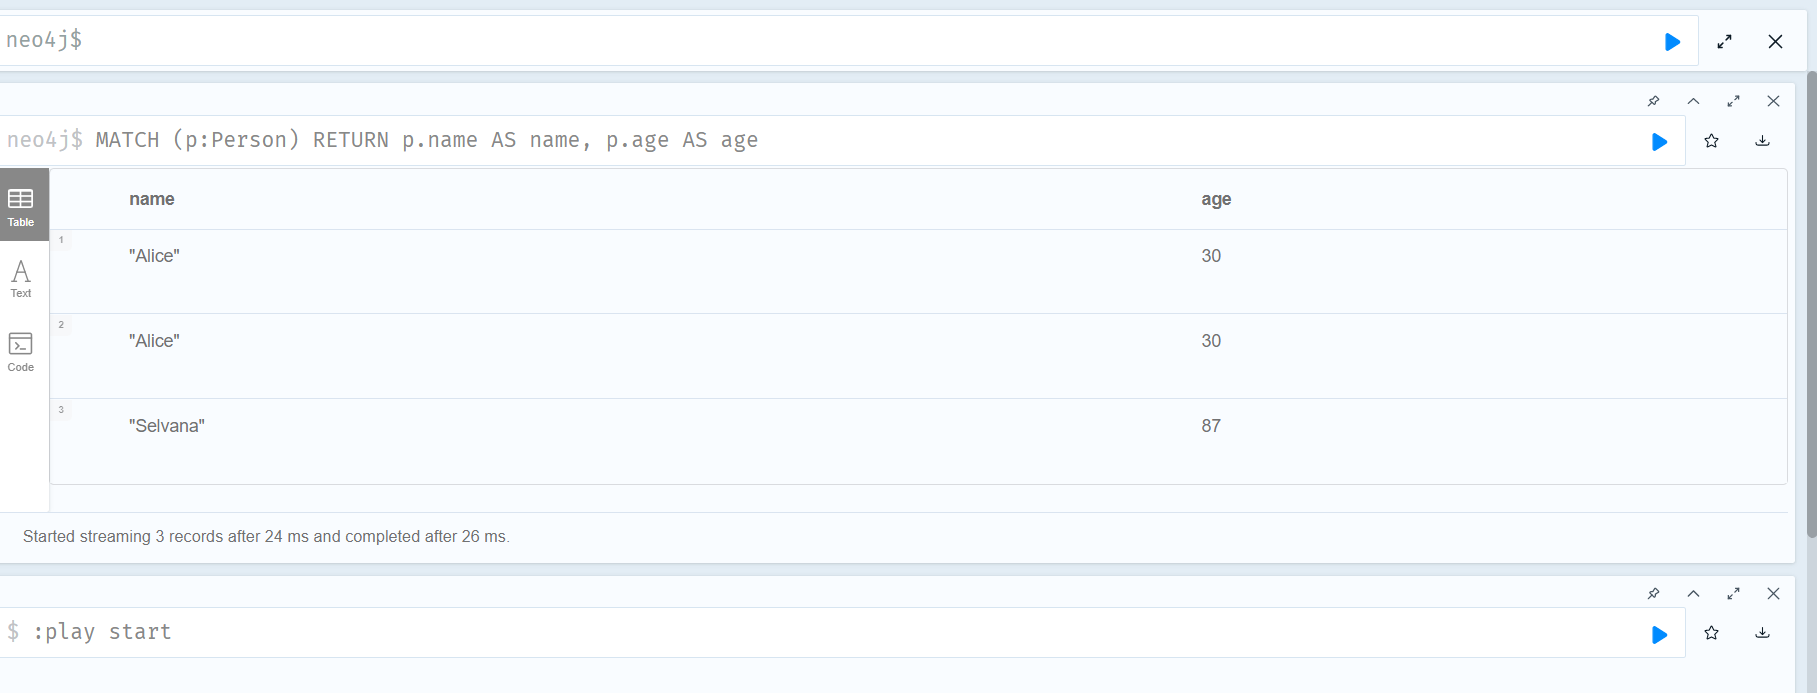 neo4j$
neo4j$ MATCH (p:Person) RETURN p.name AS name, p.age AS age
Table
Text
Code
name age
1 "Alice" 30
2 "Alice" 30
3 "Selvana" 87
Started streaming 3 records after 24 ms and completed after 26 ms.
$ :play start